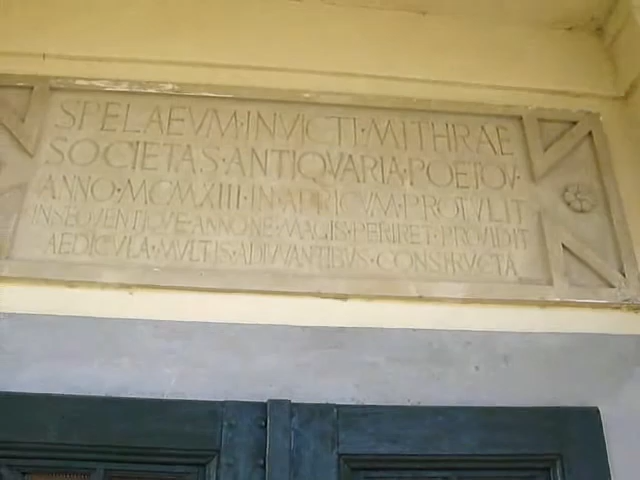 SPELAEVM·INVICTI·MITHRAE
SOCIETAS·ANTIQVARIA·POETOV·
ANNO·MCMXIII·IN·APRICVM·PROTVLIT
INSEQVENTIQVE·ANNO·NE·MAGIS·PERIRET·PROVIDIT
AEDICVLA·MVLTIS·ADIVVANTIBVS·CONSTRVCTA